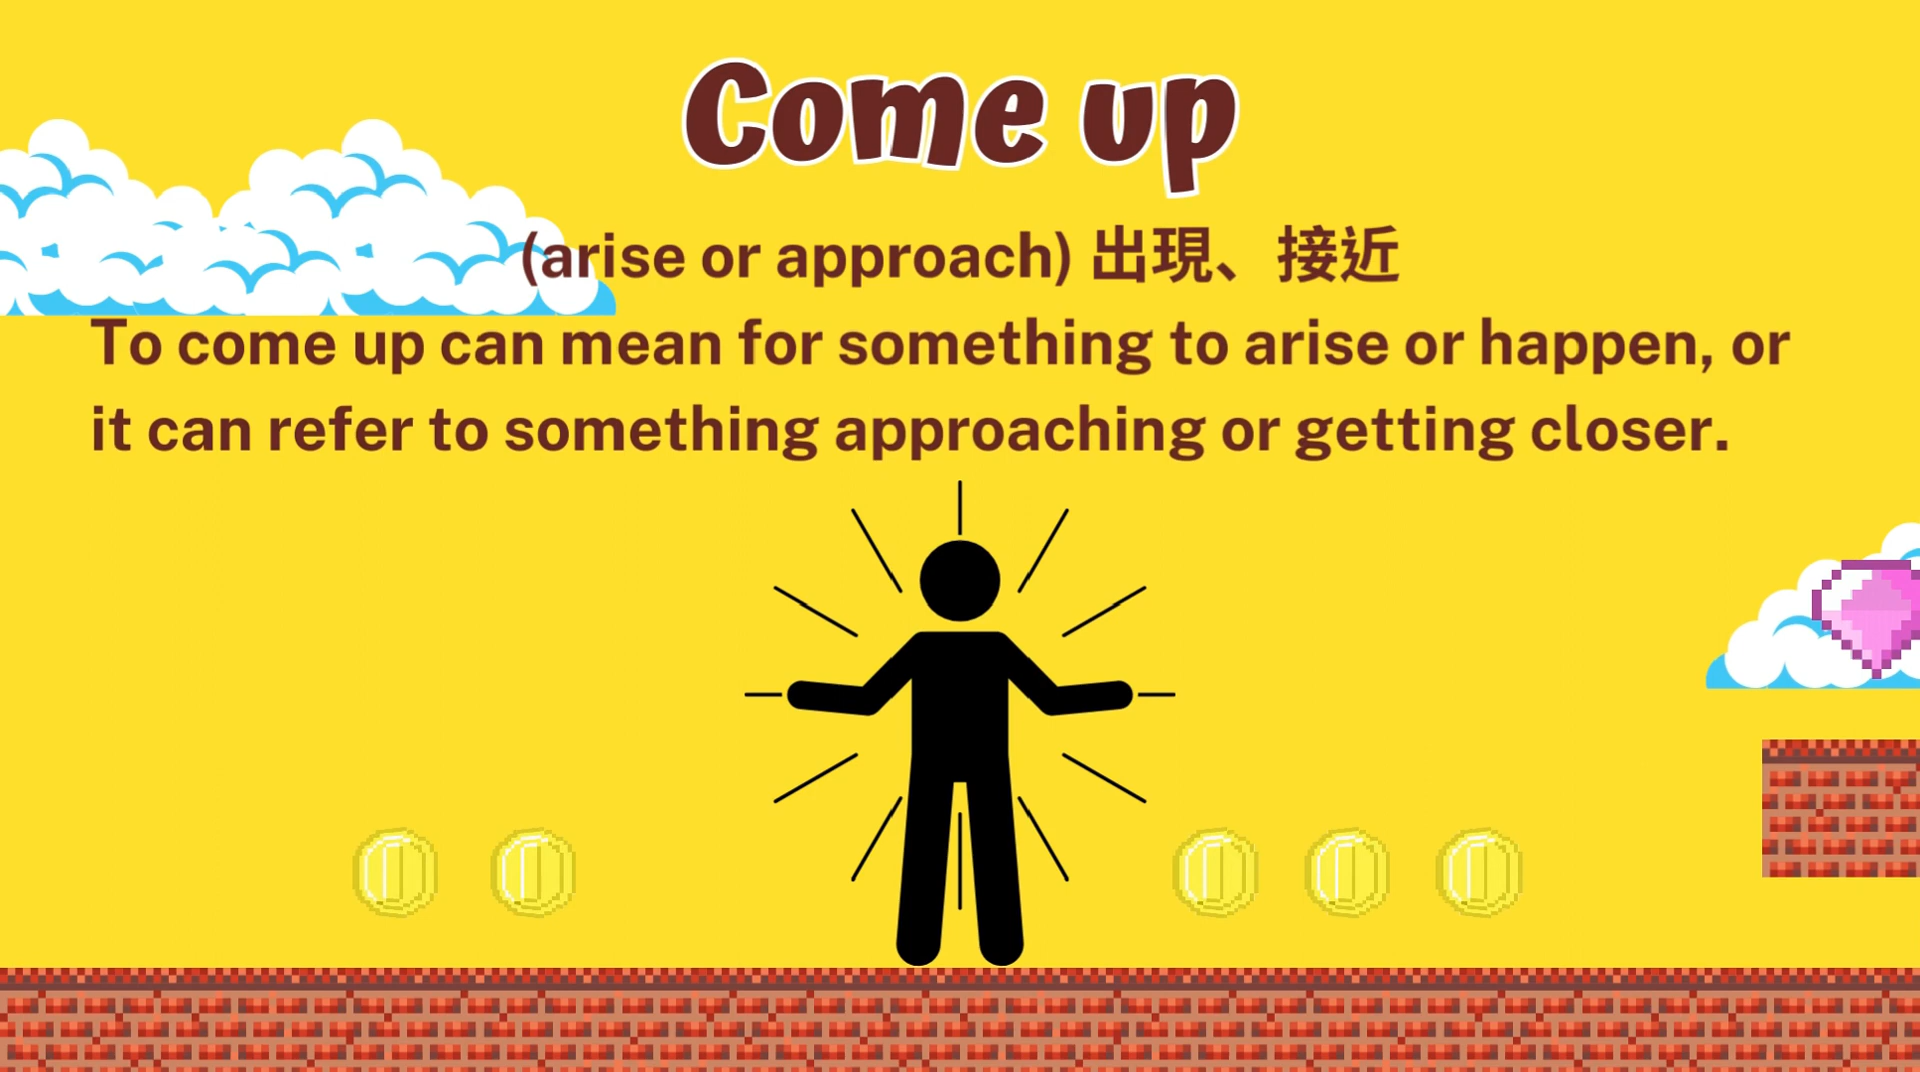 Come up
(arise or approach) 出現、接近
To come up can mean for something to arise or happen, or
it can refer to something approaching or getting closer.